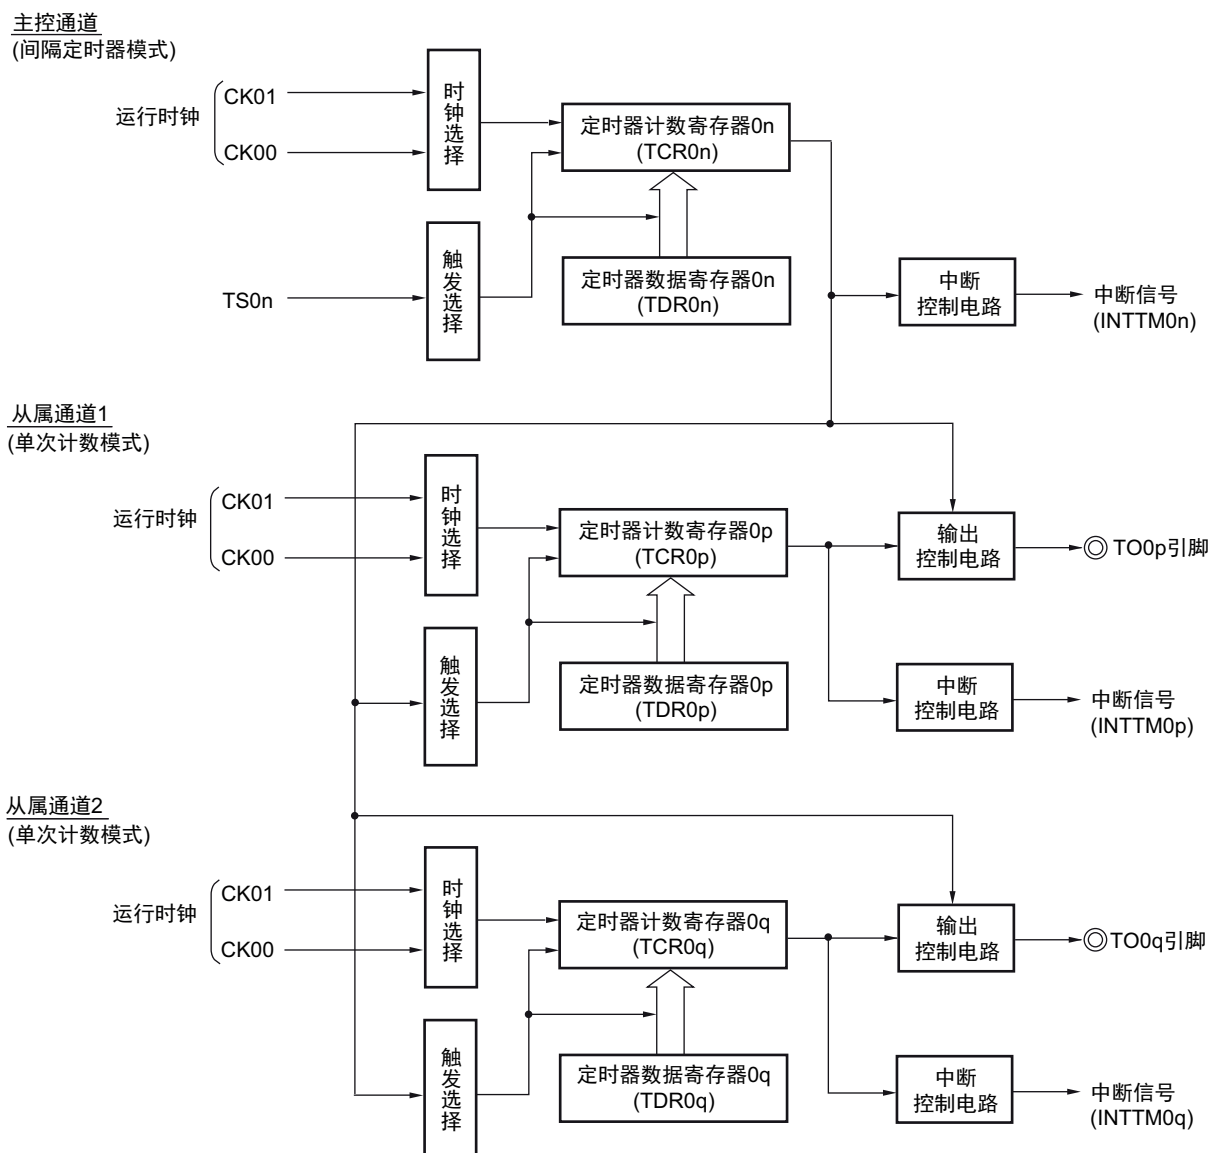 主控通道
(间隔定时器模式)
运行时钟
CK01
CK00
时钟选择
定时器计数寄存器0n
(TCR0n)
TS0n
触发选择
定时器数据寄存器0n
(TDR0n)
中断
控制电路
中断信号
(INTTM0n)
从属通道1
(单次计数模式)
运行时钟
CK01
CK00
时钟选择
定时器计数寄存器0p
(TCR0p)
输出
控制电路
TO0p引脚
触发选择
定时器数据寄存器0p
(TDR0p)
中断
控制电路
中断信号
(INTTM0p)
从属通道2
(单次计数模式)
运行时钟
CK01
CK00
时钟选择
定时器计数寄存器0q
(TCR0q)
输出
控制电路
TO0q引脚
触发选择
定时器数据寄存器0q
(TDR0q)
中断
控制电路
中断信号
(INTTM0q)